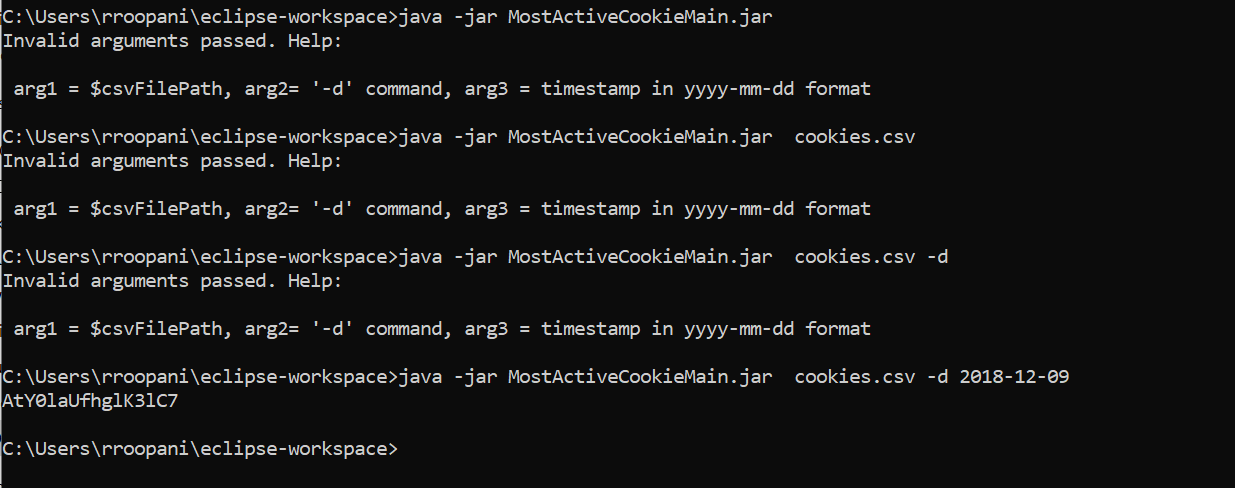 C:\Users\rroopani\eclipse-workspace>java -jar MostActiveCookieMain.jar
Invalid arguments passed. Help:
arg1 = $csvFilePath, arg2= '-d' command, arg3 = timestamp in yyyy-mm-dd format
C:\Users\rroopani\eclipse-workspace>java -jar MostActiveCookieMain.jar  cookies.csv
Invalid arguments passed. Help:
arg1 = $csvFilePath, arg2= '-d' command, arg3 = timestamp in yyyy-mm-dd format
C:\Users\rroopani\eclipse-workspace>java -jar MostActiveCookieMain.jar  cookies.csv -d
Invalid arguments passed. Help:
arg1 = $csvFilePath, arg2= '-d' command, arg3 = timestamp in yyyy-mm-dd format
C:\Users\rroopani\eclipse-workspace>java -jar MostActiveCookieMain.jar  cookies.csv -d 2018-12-09
AtY0laUfhglK3lC7
C:\Users\rroopani\eclipse-workspace>